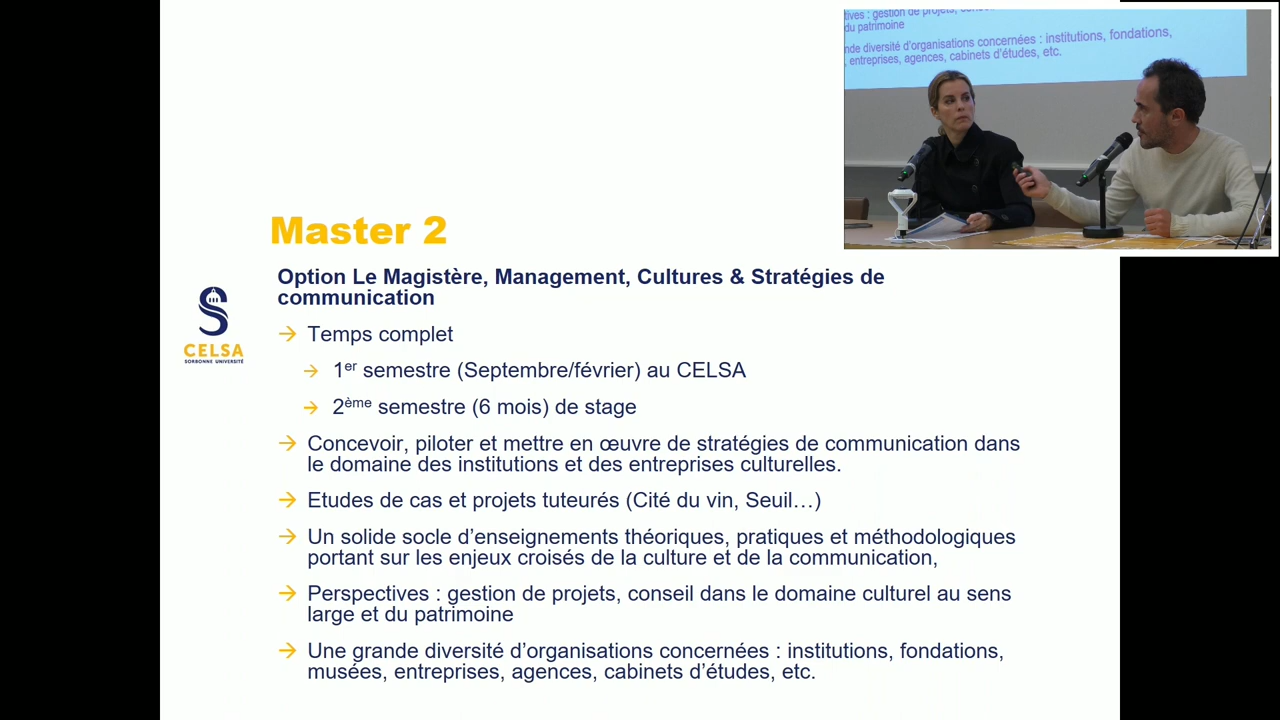 tives : gestion de projets,
du patrimoine
nde diversité d'organisations concernées : institutions, fondations,
, entreprises, agences, cabinets d'études, etc.
Master 2
Option Le Magistère, Management, Cultures & Stratégies de
communication
CELSA
SORBONNE UNIVERSITÉ
→ Temps complet
→ 1er semestre (Septembre/février) au CELSA
→ 2ème semestre (6 mois) de stage
→ Concevoir, piloter et mettre en œuvre de stratégies de communication dans
le domaine des institutions et des entreprises culturelles.
→ Etudes de cas et projets tuteurés (Cité du vin, Seuil…)
→ Un solide socle d'enseignements théoriques, pratiques et méthodologiques
portant sur les enjeux croisés de la culture et de la communication,
→ Perspectives : gestion de projets, conseil dans le domaine culturel au sens
large et du patrimoine
→ Une grande diversité d'organisations concernées : institutions, fondations,
musées, entreprises, agences, cabinets d'études, etc.